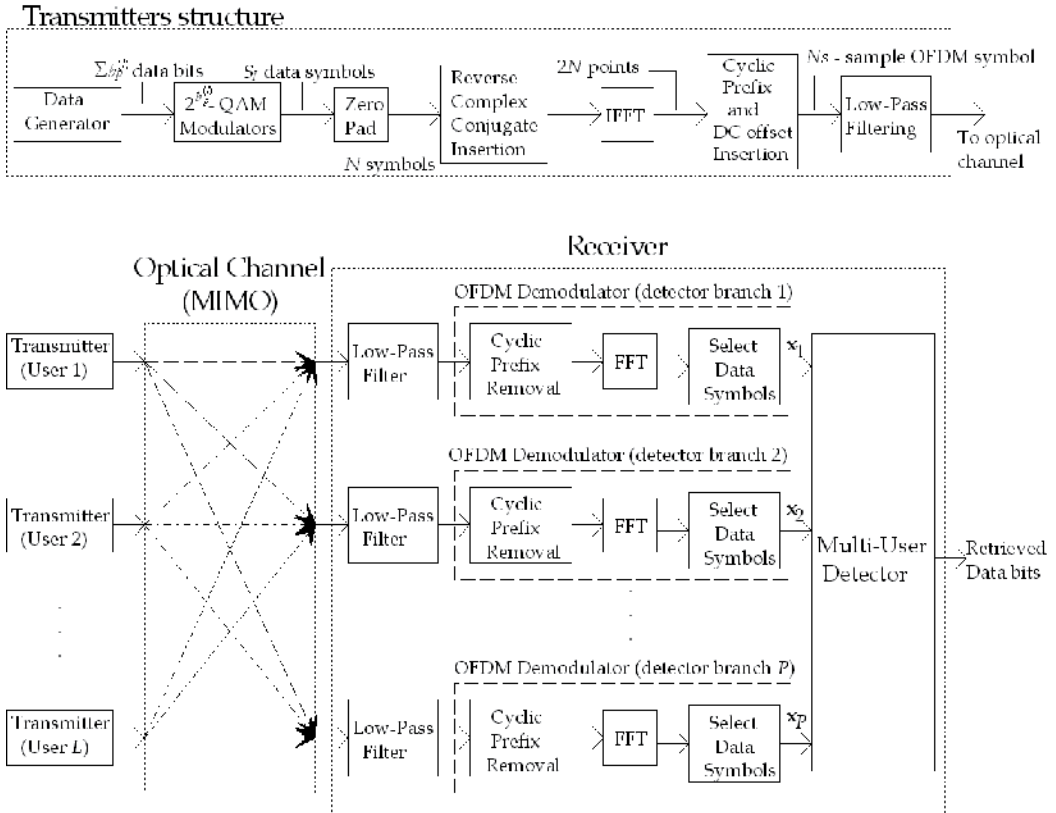 Transmitters structure
Σ data bits
data symbols
2N points
Ns - sample OFDM symbol
Data
Generator
- QAM
Modulators
Zero
Pad
Reverse
Complex
Conjugate
Insertion
IFFT
Cyclic
Prefix
and
DC offset
Insertion
Low-Pass
Filtering
N symbols
To optical
channel
Receiver
Optical Channel
(MIMO)
OFDM Demodulator (detector branch 1)
Transmitter
(User 1)
Low-Pass
Filter
Cyclic
Prefix
Removal
FFT
Select
Data
Symbols
x1
OFDM Demodulator (detector branch 2)
Transmitter
(User 2)
Low-Pass
Filter
Cyclic
Prefix
Removal
FFT
Select
Data
Symbols
x2
Multi-User
Detector
Retrieved
Data bits
OFDM Demodulator (detector branch P)
Transmitter
(User L)
Low-Pass
Filter
Cyclic
Prefix
Removal
FFT
Select
Data
Symbols
xP